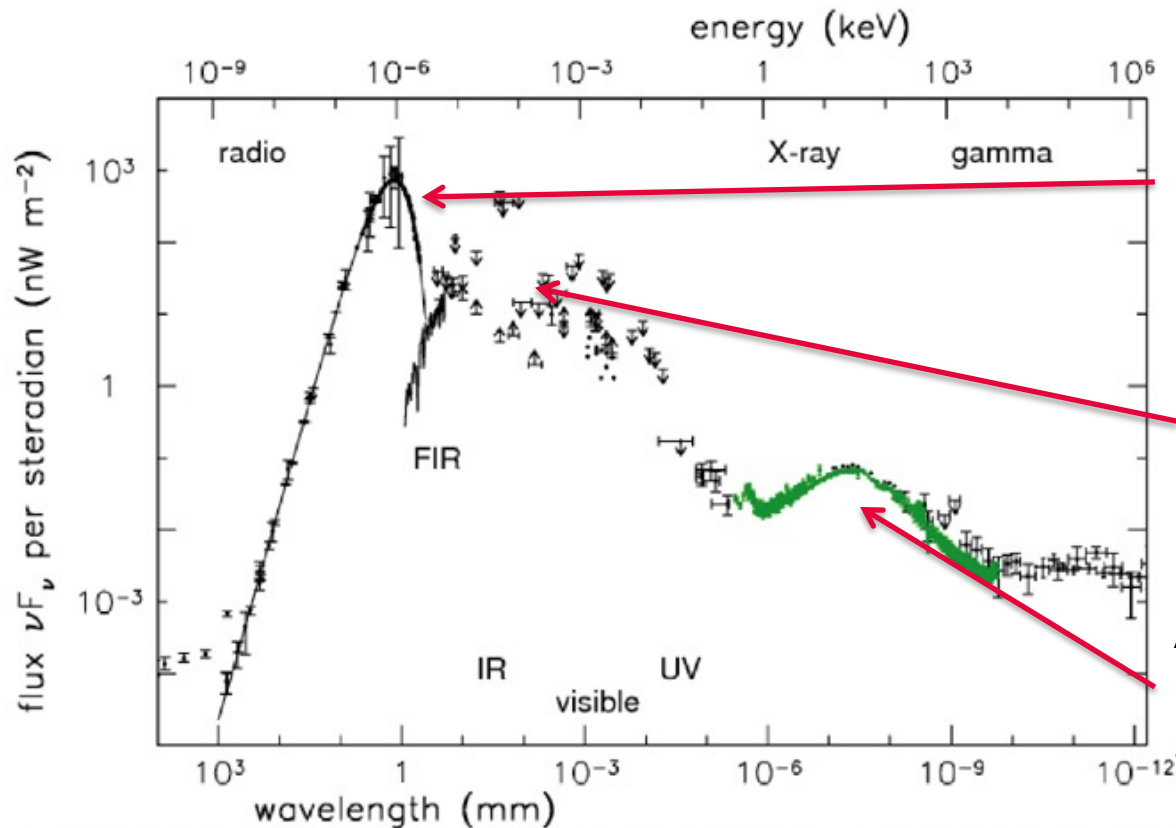 energy (keV)
10⁻⁹ 10⁻⁶ 10⁻³ 1 10³ 10⁶
radio X-ray gamma
10³
1
10⁻³
flux νFν per steradian (nW m⁻²)
FIR
IR UV
visible
10³ 1 10⁻³ 10⁻⁶ 10⁻⁹ 10⁻¹²
wavelength (mm)